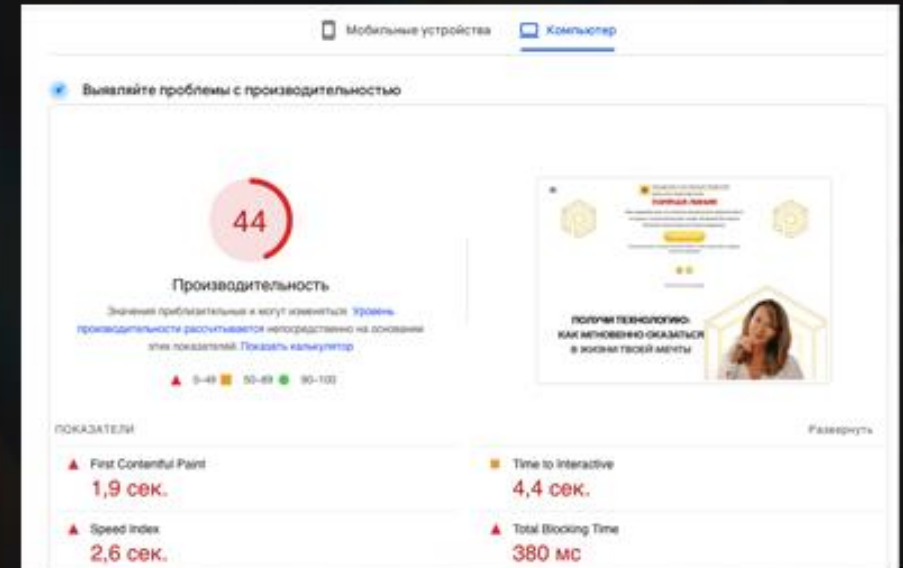 Мобильные устройства
Компьютер
Выявляйте проблемы с производительностью
44
Производительность
Значения приблизительные и могут изменяться. Уровень
производительности рассчитывается непосредственно на основании
этих показателей. Показать калькулятор
0–49 50–89 90–100
ГОРЯЧАЯ ЛИНИЯ
ПОЛУЧИ ТЕХНОЛОГИЮ:
КАК МГНОВЕННО ОКАЗАТЬСЯ
В ЖИЗНИ ТВОЕЙ МЕЧТЫ
ПОКАЗАТЕЛИ
Развернуть
First Contentful Paint
1,9 сек.
Time to Interactive
4,4 сек.
Speed Index
2,6 сек.
Total Blocking Time
380 мс